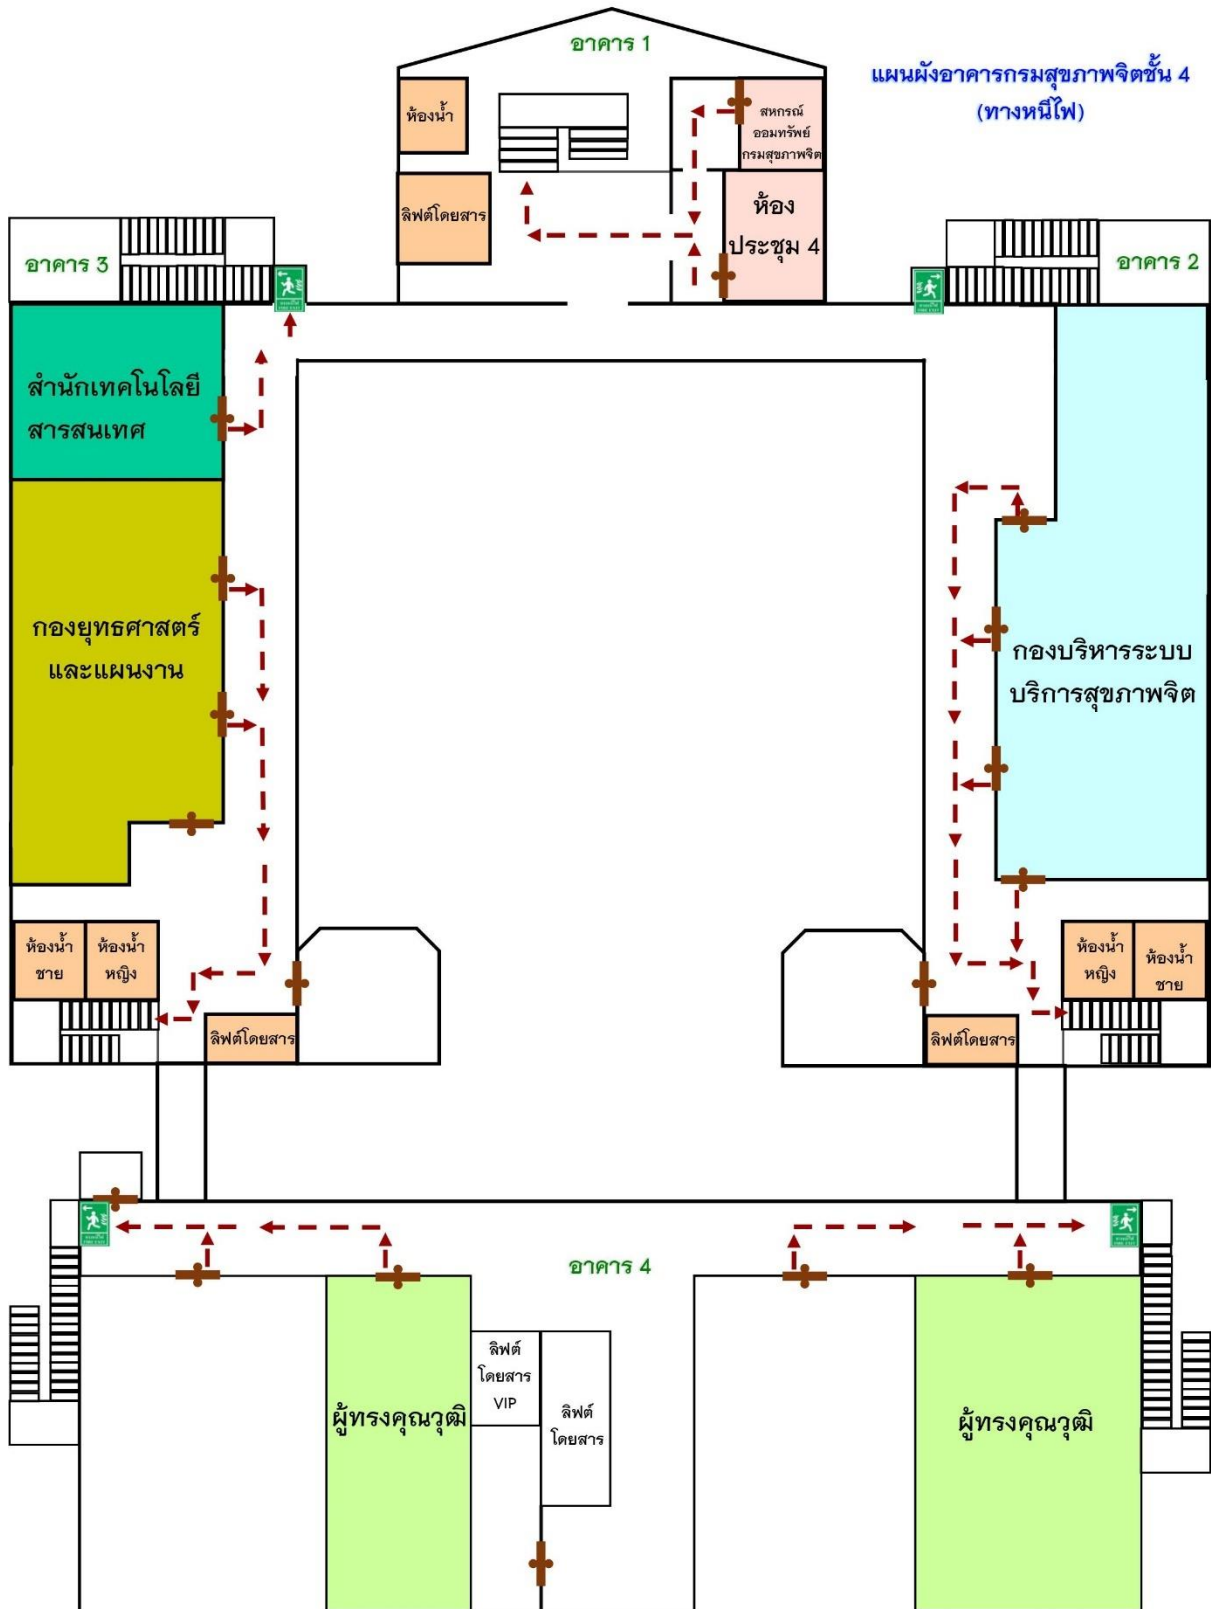 อาคาร 1
แผนผังอาคารกรมสุขภาพจิตชั้น 4
(ทางหนีไฟ)
ห้องน้ำ
สหกรณ์
ออมทรัพย์
กรมสุขภาพจิต
ลิฟต์โดยสาร
ห้อง
ประชุม 4
อาคาร 3
อาคาร 2
สำนักเทคโนโลยี
สารสนเทศ
กองยุทธศาสตร์
และแผนงาน
กองบริหารระบบ
บริการสุขภาพจิต
ห้องน้ำ
ชาย
ห้องน้ำ
หญิง
ห้องน้ำ
หญิง
ห้องน้ำ
ชาย
ลิฟต์โดยสาร
ลิฟต์โดยสาร
อาคาร 4
ลิฟต์
โดยสาร
VIP
ลิฟต์
โดยสาร
ผู้ทรงคุณวุฒิ
ผู้ทรงคุณวุฒิ